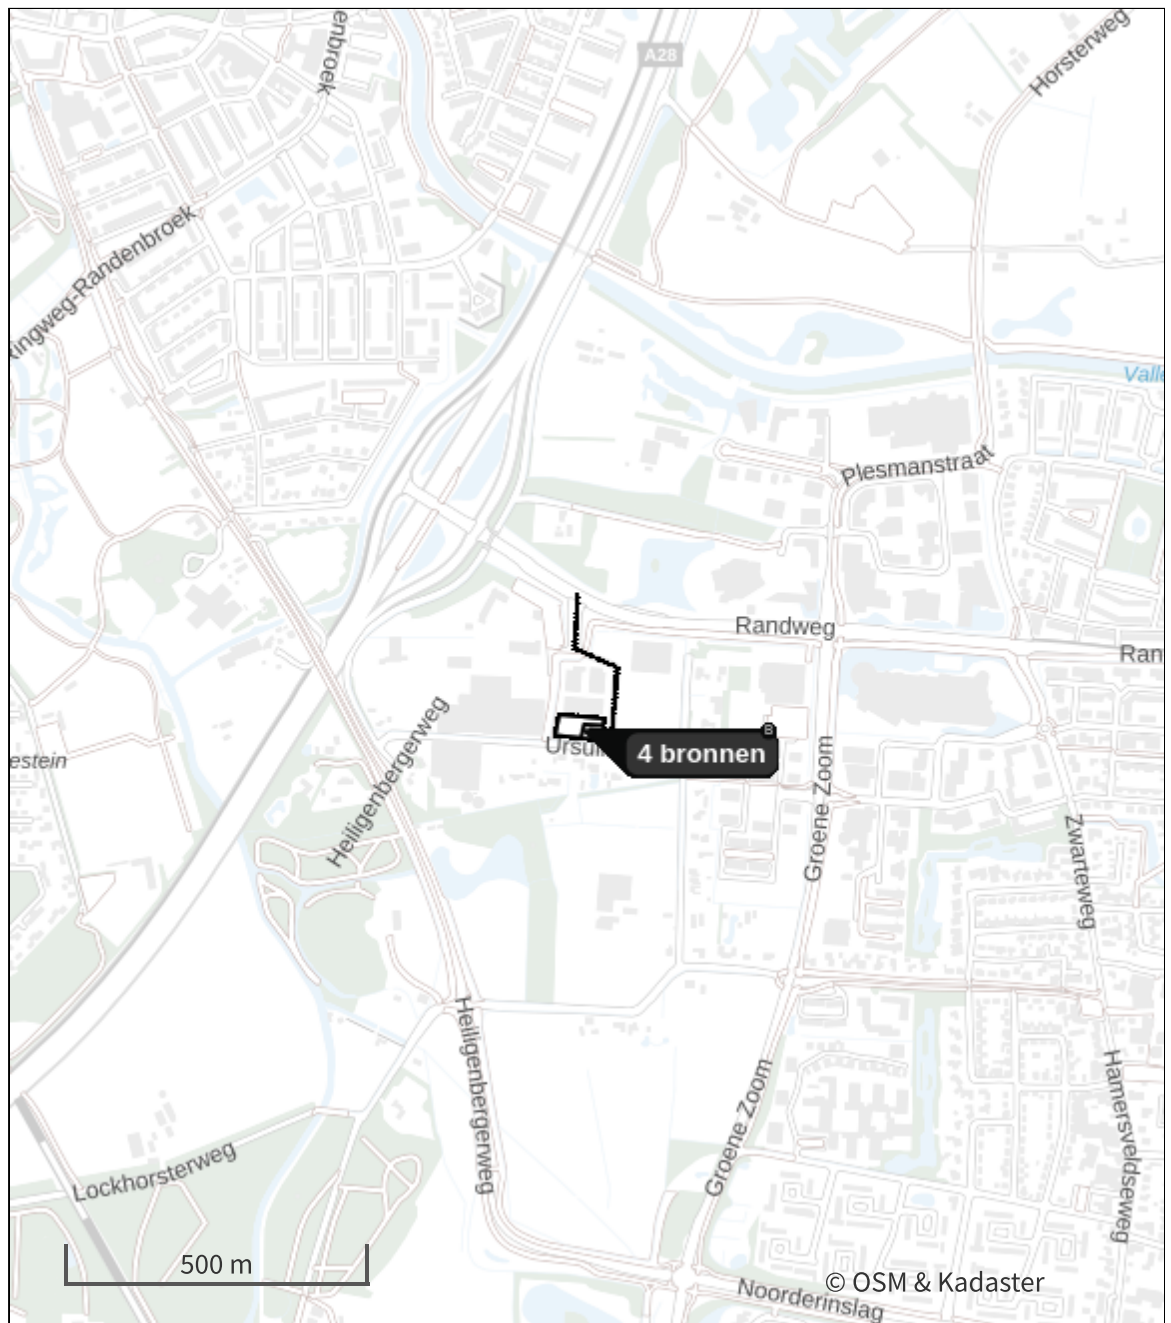 enbroek
A28
Horsterweg
ingweg-Randenbroek
Valle
Plesmanstraat
Randweg
Ran
Heiligenbergerweg
estein
4 bronnen
B
Groene Zoom
Zwarteweg
Heiligenbergerweg
Groene Zoom
Hamersveldseweg
Lockhorsterweg
500 m
© OSM & Kadaster
Noorderinslag